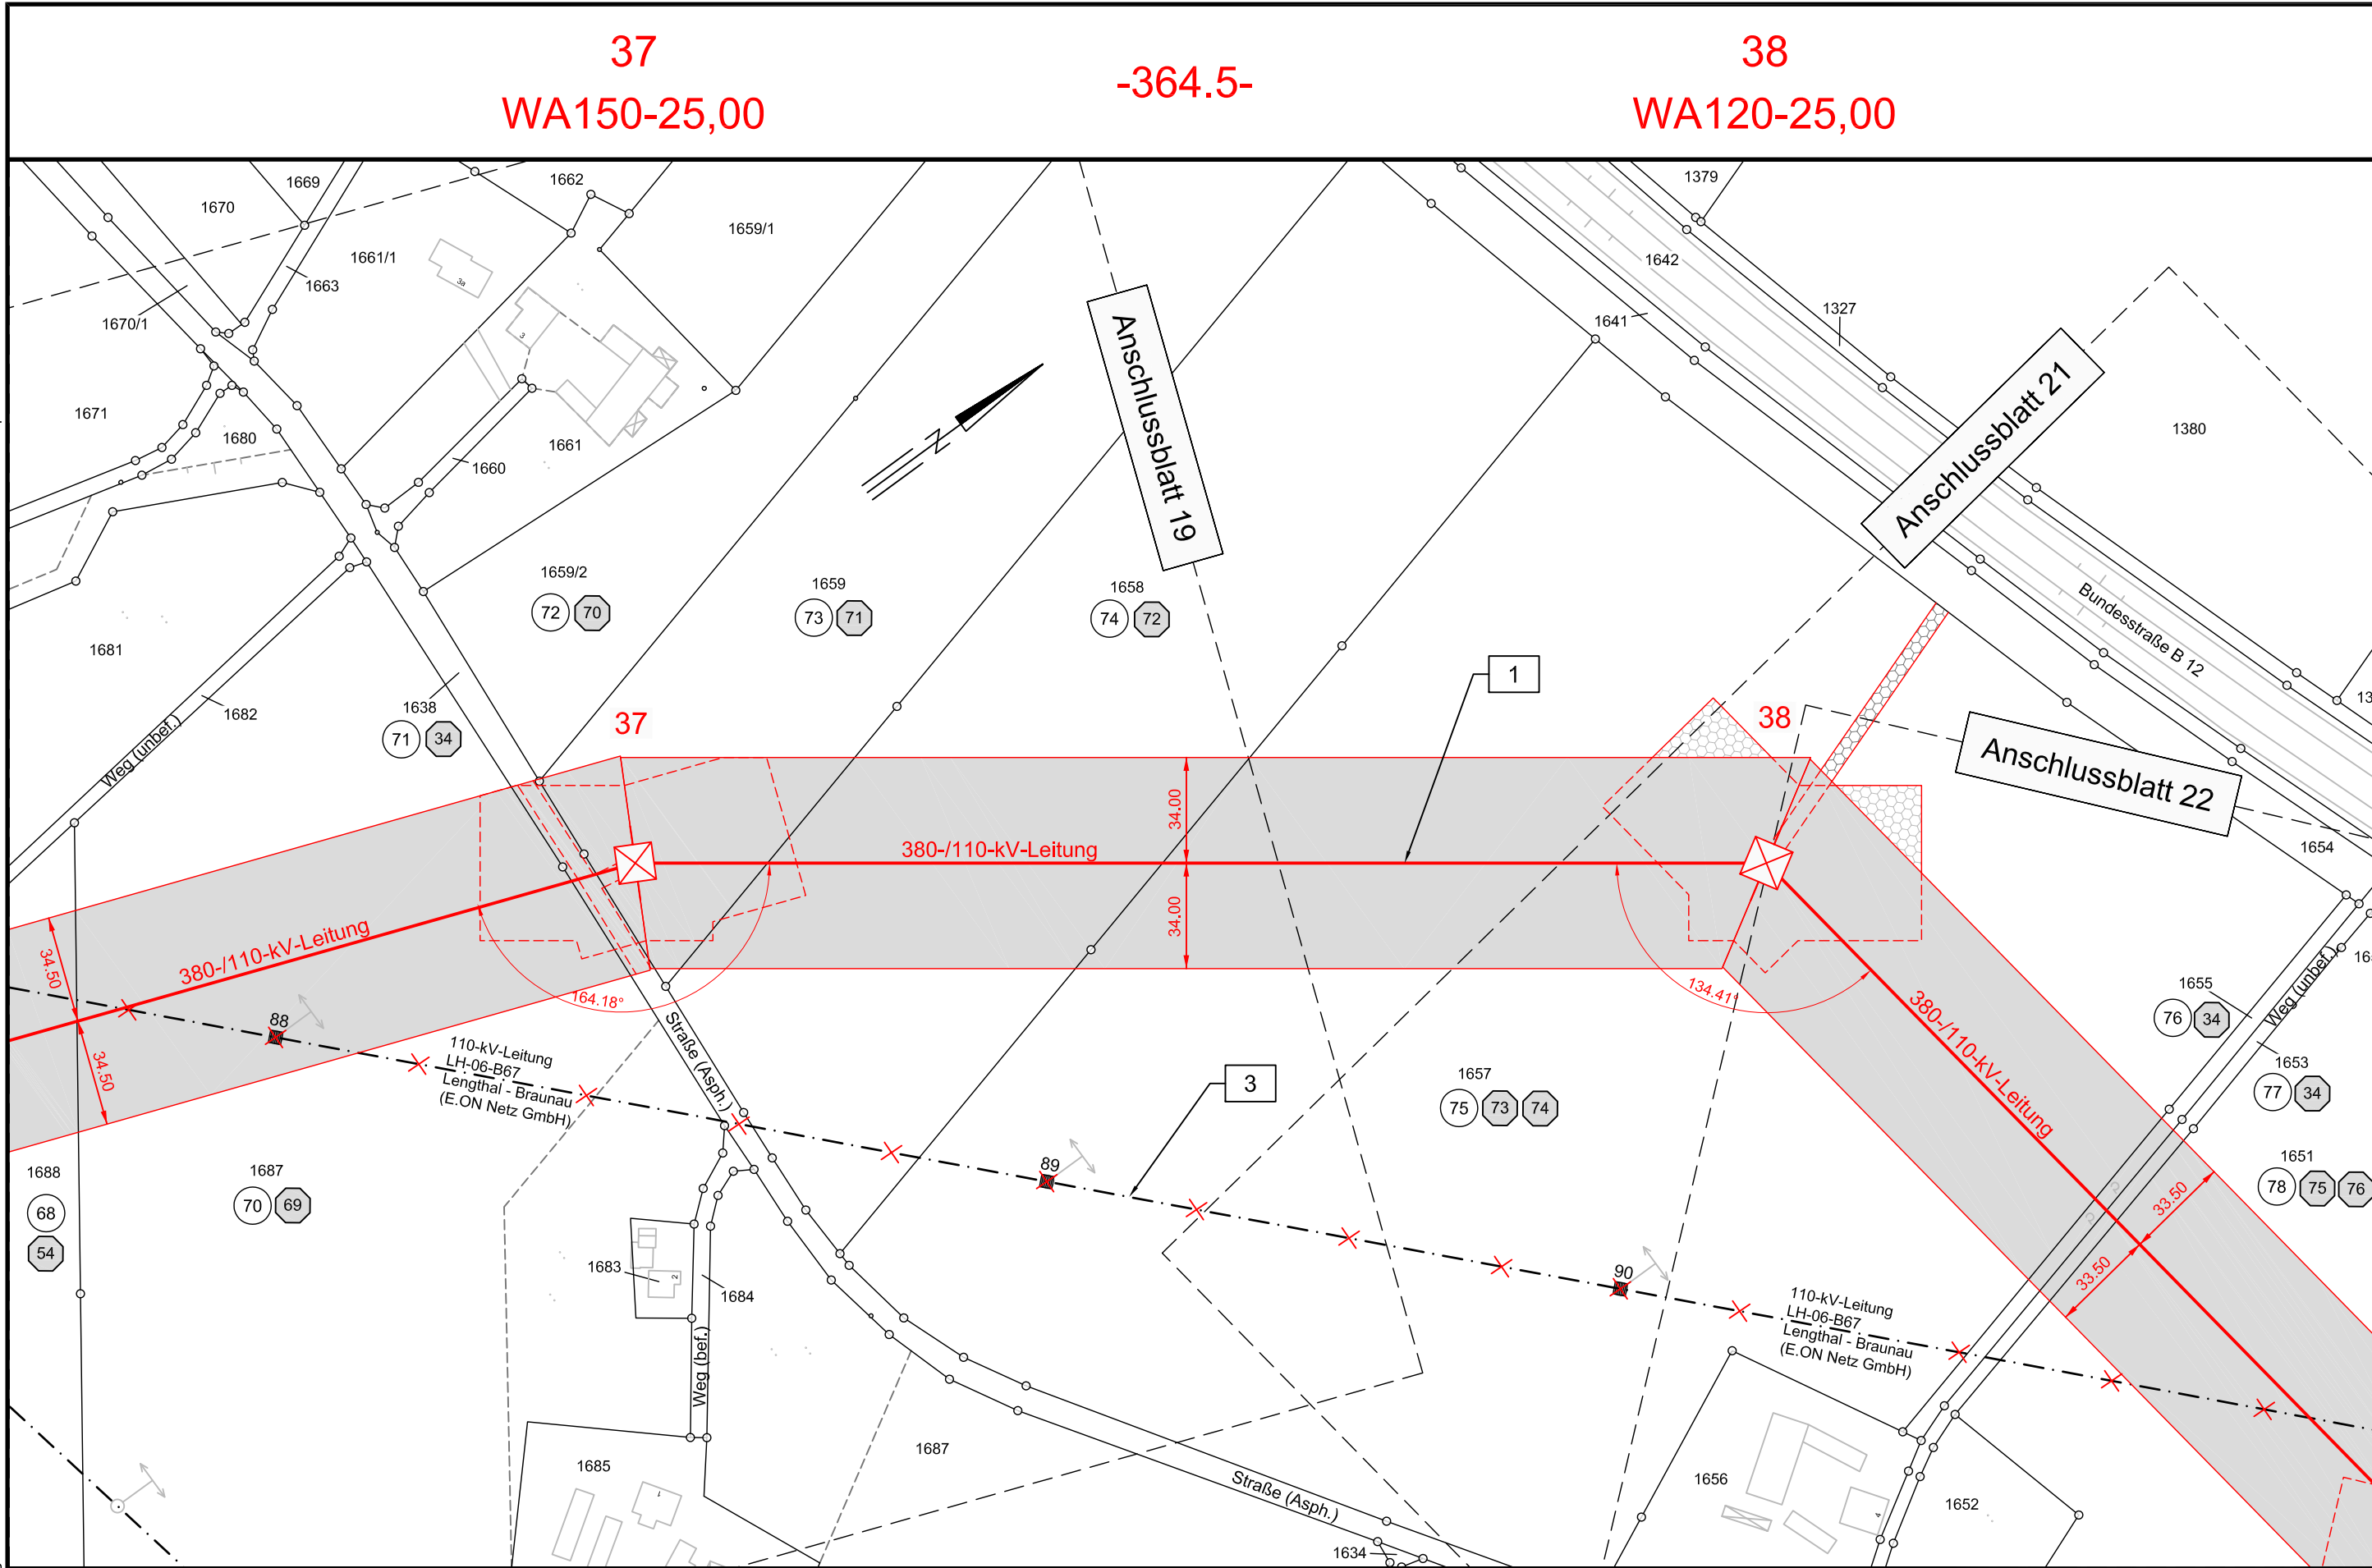 37
WA150-25,00
-364.5-
38
WA120-25,00
1669
1670
1662
1659/1
1379
1661/1
1642
3a
1663
1670/1
3
1641
1327
Anschlussblatt 19
Anschlussblatt 21
1671
1680
1661
1660
N
1380
1659/2
72 70
1659
73 71
1658
74 72
Bundesstraße B 12
1681
1682
Weg (unbef.)
1638
71 34
37
1
38
Anschlussblatt 22
1654
34.00
34.00
380-/110-kV-Leitung
380-/110-kV-Leitung
34.50
34.50
164.18°
134.41°
380-/110-kV-Leitung
1655
76 34
Weg (unbef.)
1653
77 34
88
110-kV-Leitung
LH-06-B67
Lengthal - Braunau
(E.ON Netz GmbH)
Straße (Asph.)
3
89
1657
75 73 74
1651
78 75 76
33.50
33.50
1688
68
54
1687
70 69
1683
2
1684
Weg (bef.)
90
110-kV-Leitung
LH-06-B67
Lengthal - Braunau
(E.ON Netz GmbH)
1687
1685
1
Straße (Asph.)
1634
1656
4
1652